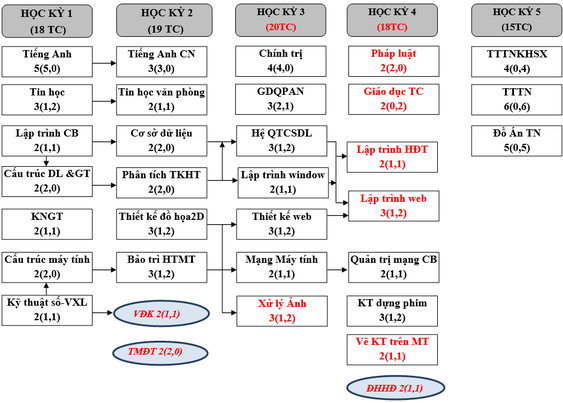 HỌC KỲ 1
(18 TC)
HỌC KỲ 2
(19 TC)
HỌC KỲ 3
(20TC)
HỌC KỲ 4
(18TC)
HỌC KỲ 5
(15TC)
Tiếng Anh
5(5,0)
Tiếng Anh CN
3(3,0)
Chính trị
4(4,0)
Pháp luật
2(2,0)
TTTNKHSX
4(0,4)
Tin học
3(1,2)
Tin học văn phòng
2(1,1)
GDQPAN
3(2,1)
Giáo dục TC
2(0,2)
TTTN
6(0,6)
Lập trình CB
2(1,1)
Cơ sở dữ liệu
2(2,0)
Hệ QTCSDL
3(1,2)
Lập trình HĐT
2(1,1)
Đồ Án TN
5(0,5)
Cấu trúc DL &GT
2(2,0)
Phân tích TKHT
2(2,0)
Lập trình window
2(1,1)
Lập trình web
3(1,2)
KNGT
2(1,1)
Thiết kế đồ họa2D
3(1,2)
Thiết kế web
3(1,2)
Cấu trúc máy tính
2(2,0)
Bảo trì HTMT
3(1,2)
Mạng Máy tính
2(1,1)
Quản trị mạng CB
2(1,1)
Kỹ thuật số-VXL
2(1,1)
VĐK 2(1,1)
Xử lý Ảnh
3(1,2)
KT dựng phim
3(1,2)
TMĐT 2(2,0)
Vẽ KT trên MT
2(1,1)
ĐHHĐ 2(1,1)